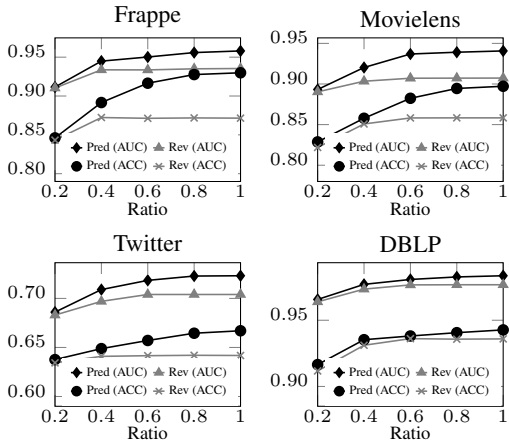 Frappe
0.95
0.90
0.85
0.80
Pred (AUC) Rev (AUC)
Pred (ACC) Rev (ACC)
0.2 0.4 0.6 0.8 1
Ratio
Movielens
0.95
0.90
0.85
0.80
Pred (AUC) Rev (AUC)
Pred (ACC) Rev (ACC)
0.2 0.4 0.6 0.8 1
Ratio
Twitter
0.70
0.65
0.60
Pred (AUC) Rev (AUC)
Pred (ACC) Rev (ACC)
0.2 0.4 0.6 0.8 1
Ratio
DBLP
0.95
0.90
Pred (AUC) Rev (AUC)
Pred (ACC) Rev (ACC)
0.2 0.4 0.6 0.8 1
Ratio